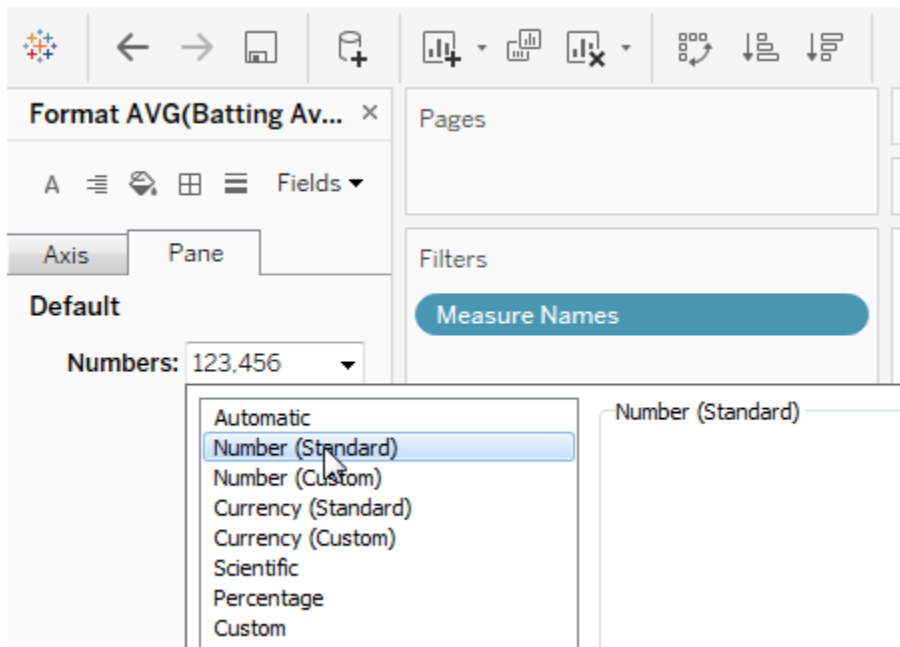 Format AVG(Batting Av... ×
A Fields
Axis Pane
Default
Numbers: 123,456
Automatic
Number (Standard)
Number (Custom)
Currency (Standard)
Currency (Custom)
Scientific
Percentage
Custom
Pages
Filters
Measure Names
Number (Standard)